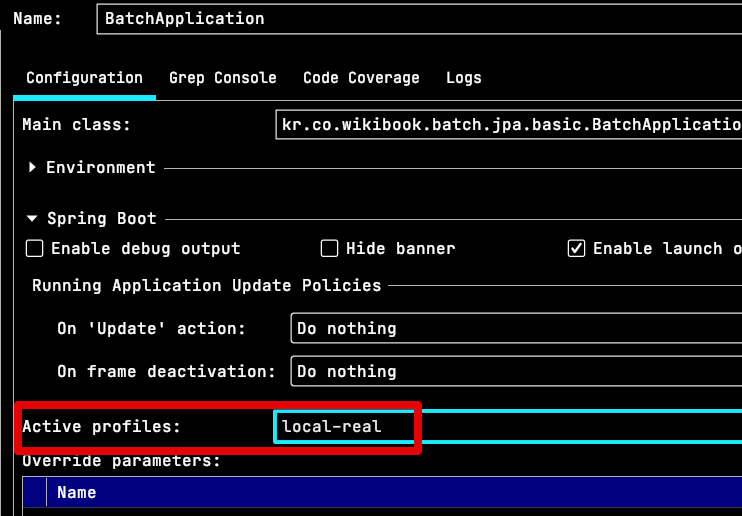 Name: BatchApplication
Configuration Grep Console Code Coverage Logs
Main class: kr.co.wikibook.batch.jpa.basic.BatchApplicatio
Environment
Spring Boot
Enable debug output Hide banner Enable launch o
Running Application Update Policies
On 'Update' action: Do nothing
On frame deactivation: Do nothing
Active profiles: local-real
Override parameters:
Name